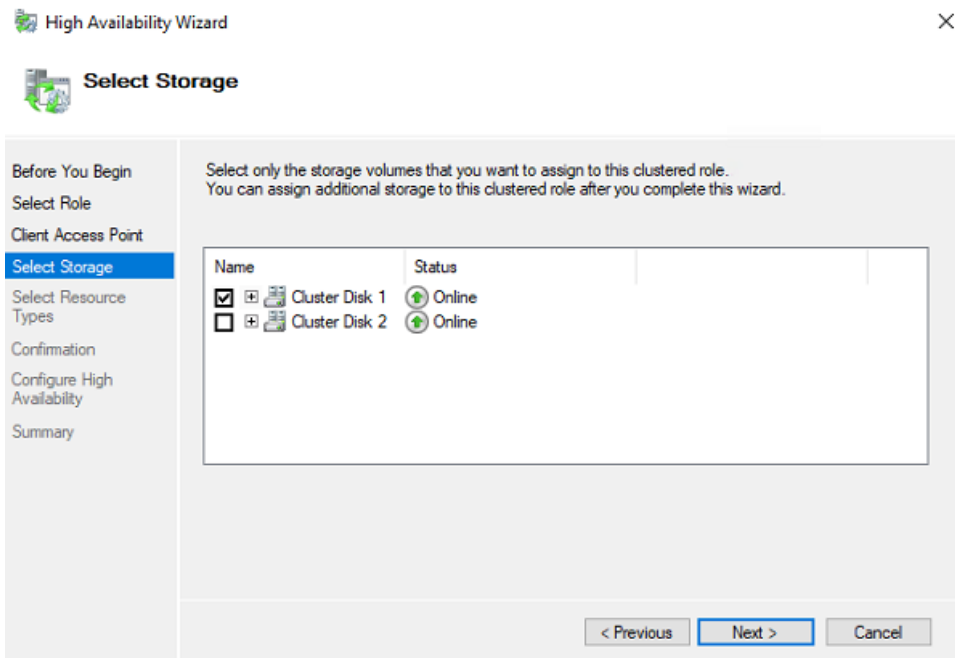 High Availability Wizard
Select Storage
Before You Begin
Select Role
Client Access Point
Select Storage
Select Resource
Types
Confirmation
Configure High
Availability
Summary
Select only the storage volumes that you want to assign to this clustered role.
You can assign additional storage to this clustered role after you complete this wizard.
Name Status
Cluster Disk 1 Online
Cluster Disk 2 Online
< Previous Next > Cancel